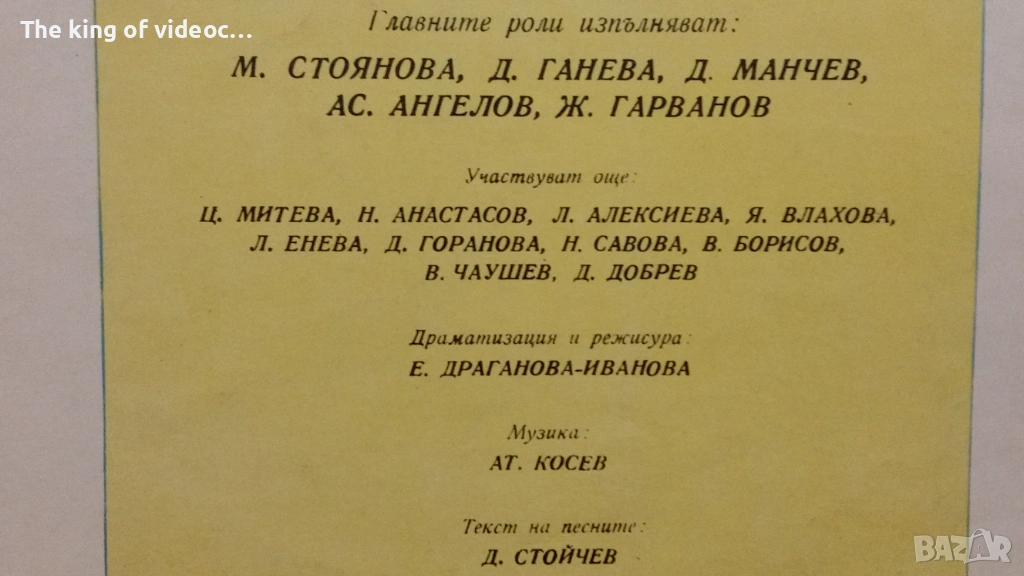 The king of videoc...
Главните роли изпълняват:
М. СТОЯНОВА, Д. ГАНЕВА, Д. МАНЧЕВ,
АС. АНГЕЛОВ, Ж. ГАРВАНОВ
Участвуват още:
Ц. МИТЕВА, Н. АНАСТАСОВ, Л. АЛЕКСИЕВА, Я. ВЛАХОВА,
Л. ЕНЕВА, Д. ГОРАНОВА, Н. САВОВА, В. БОРИСОВ,
В. ЧАУШЕВ, Д. ДОБРЕВ
Драматизация и режисура:
Е. ДРАГАНОВА-ИВАНОВА
Музика:
АТ. КОСЕВ
Текст на песните:
Д. СТОЙЧЕВ
BAZAR